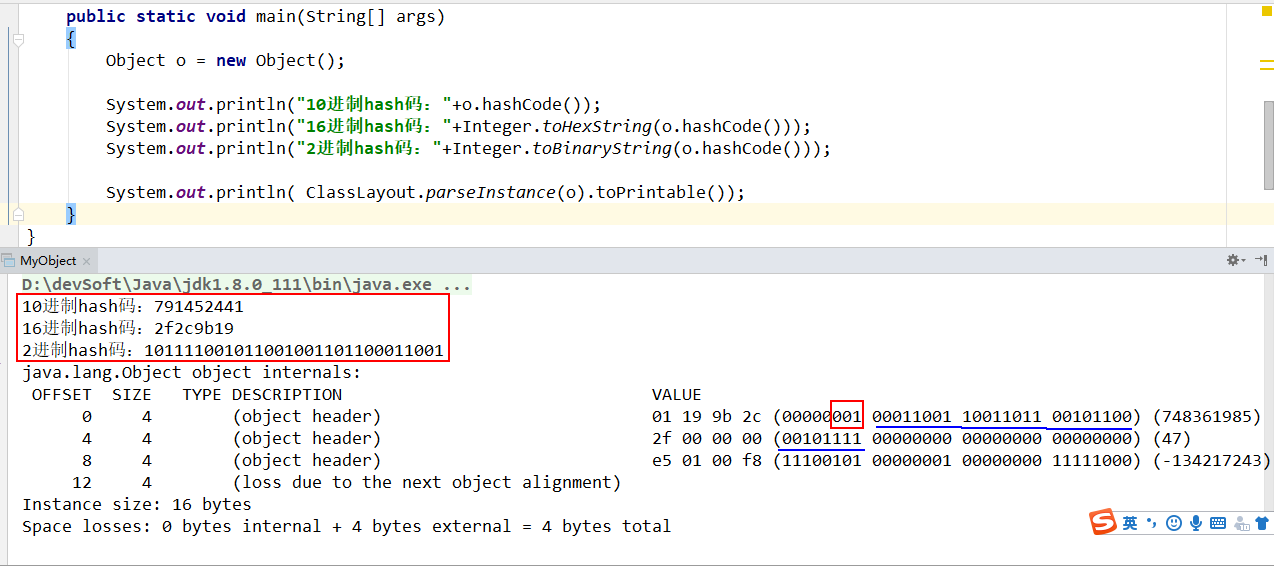 public static void main(String[] args)
{
Object o = new Object();
System.out.println("10进制hash码："+o.hashCode());
System.out.println("16进制hash码："+Integer.toHexString(o.hashCode()));
System.out.println("2进制hash码："+Integer.toBinaryString(o.hashCode()));
System.out.println( ClassLayout.parseInstance(o).toPrintable());
}
}
MyObject
D:\devSoft\Java\jdk1.8.0_111\bin\java.exe ...
10进制hash码：791452441
16进制hash码：2f2c9b19
2进制hash码：101111001011001001101100011001
java.lang.Object object internals:
OFFSET SIZE TYPE DESCRIPTION VALUE
0 4 (object header) 01 19 9b 2c (00000001 00011001 10011011 00101100) (748361985)
4 4 (object header) 2f 00 00 00 (00101111 00000000 00000000 00000000) (47)
8 4 (object header) e5 01 00 f8 (11100101 00000001 00000000 11111000) (-134217243)
12 4 (loss due to the next object alignment)
Instance size: 16 bytes
Space losses: 0 bytes internal + 4 bytes external = 4 bytes total
S 英